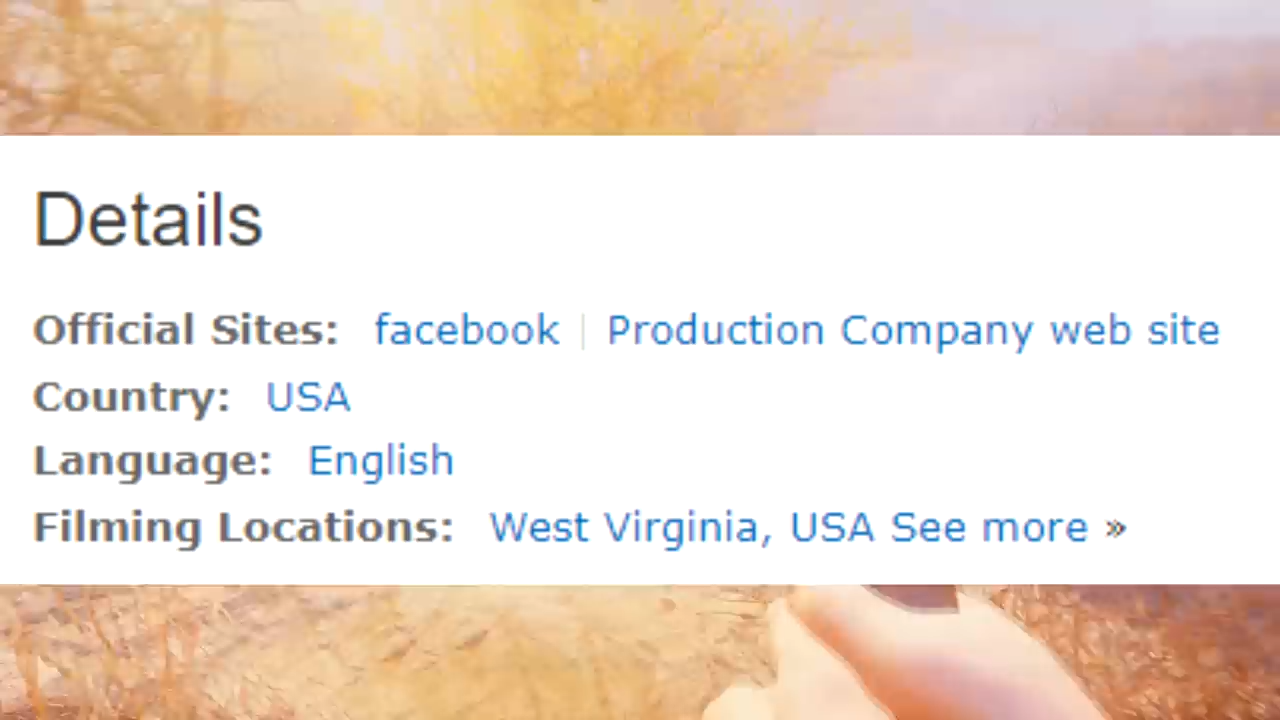 Details
Official Sites: facebook | Production Company web site
Country: USA
Language: English
Filming Locations: West Virginia, USA See more »